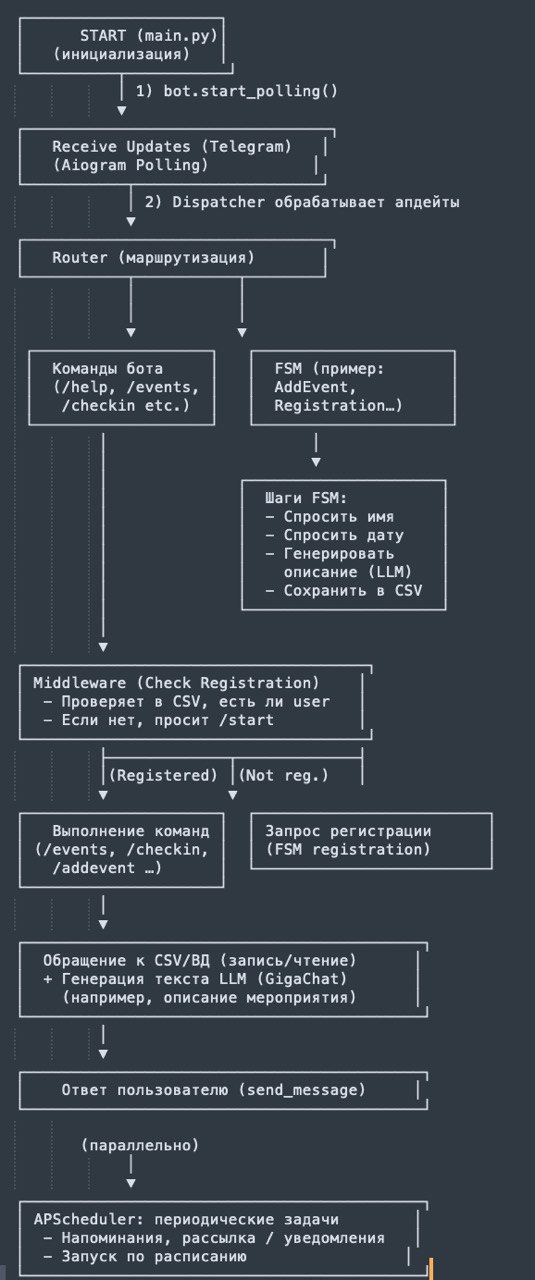 START (main.py)
(инициализация)
1) bot.start_polling()
Receive Updates (Telegram)
(Aiogram Polling)
2) Dispatcher обрабатывает апдейты
Router (маршрутизация)
Команды бота
(/help, /events,
/checkin etc.)
FSM (пример:
AddEvent,
Registration…)
Шаги FSM:
- Спросить имя
- Спросить дату
- Генерировать
описание (LLM)
- Сохранить в CSV
Middleware (Check Registration)
- Проверяет в CSV, есть ли user
- Если нет, просит /start
(Registered)
(Not reg.)
Выполнение команд
(/events, /checkin,
/addevent …)
Запрос регистрации
(FSM registration)
Обращение к CSV/BД (запись/чтение)
+ Генерация текста LLM (GigaChat)
(например, описание мероприятия)
Ответ пользователю (send_message)
(параллельно)
APScheduler: периодические задачи
- Напоминания, рассылка / уведомления
- Запуск по расписанию